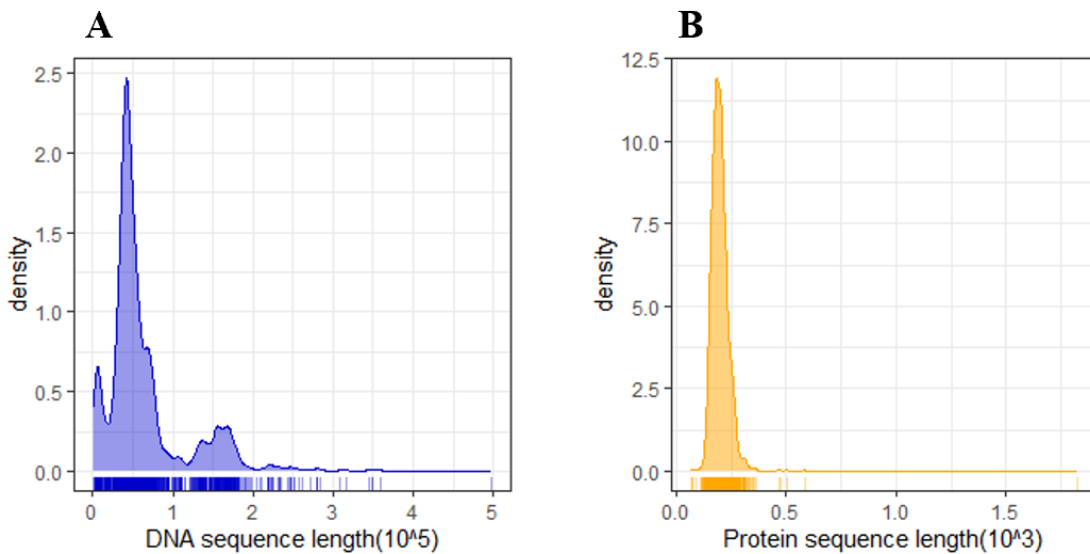 A
density
2.5
2.0
1.5
1.0
0.5
0.0
0 1 2 3 4 5
DNA sequence length(10^5)
B
density
12.5
10.0
7.5
5.0
2.5
0.0
0.0 0.5 1.0 1.5
Protein sequence length(10^3)